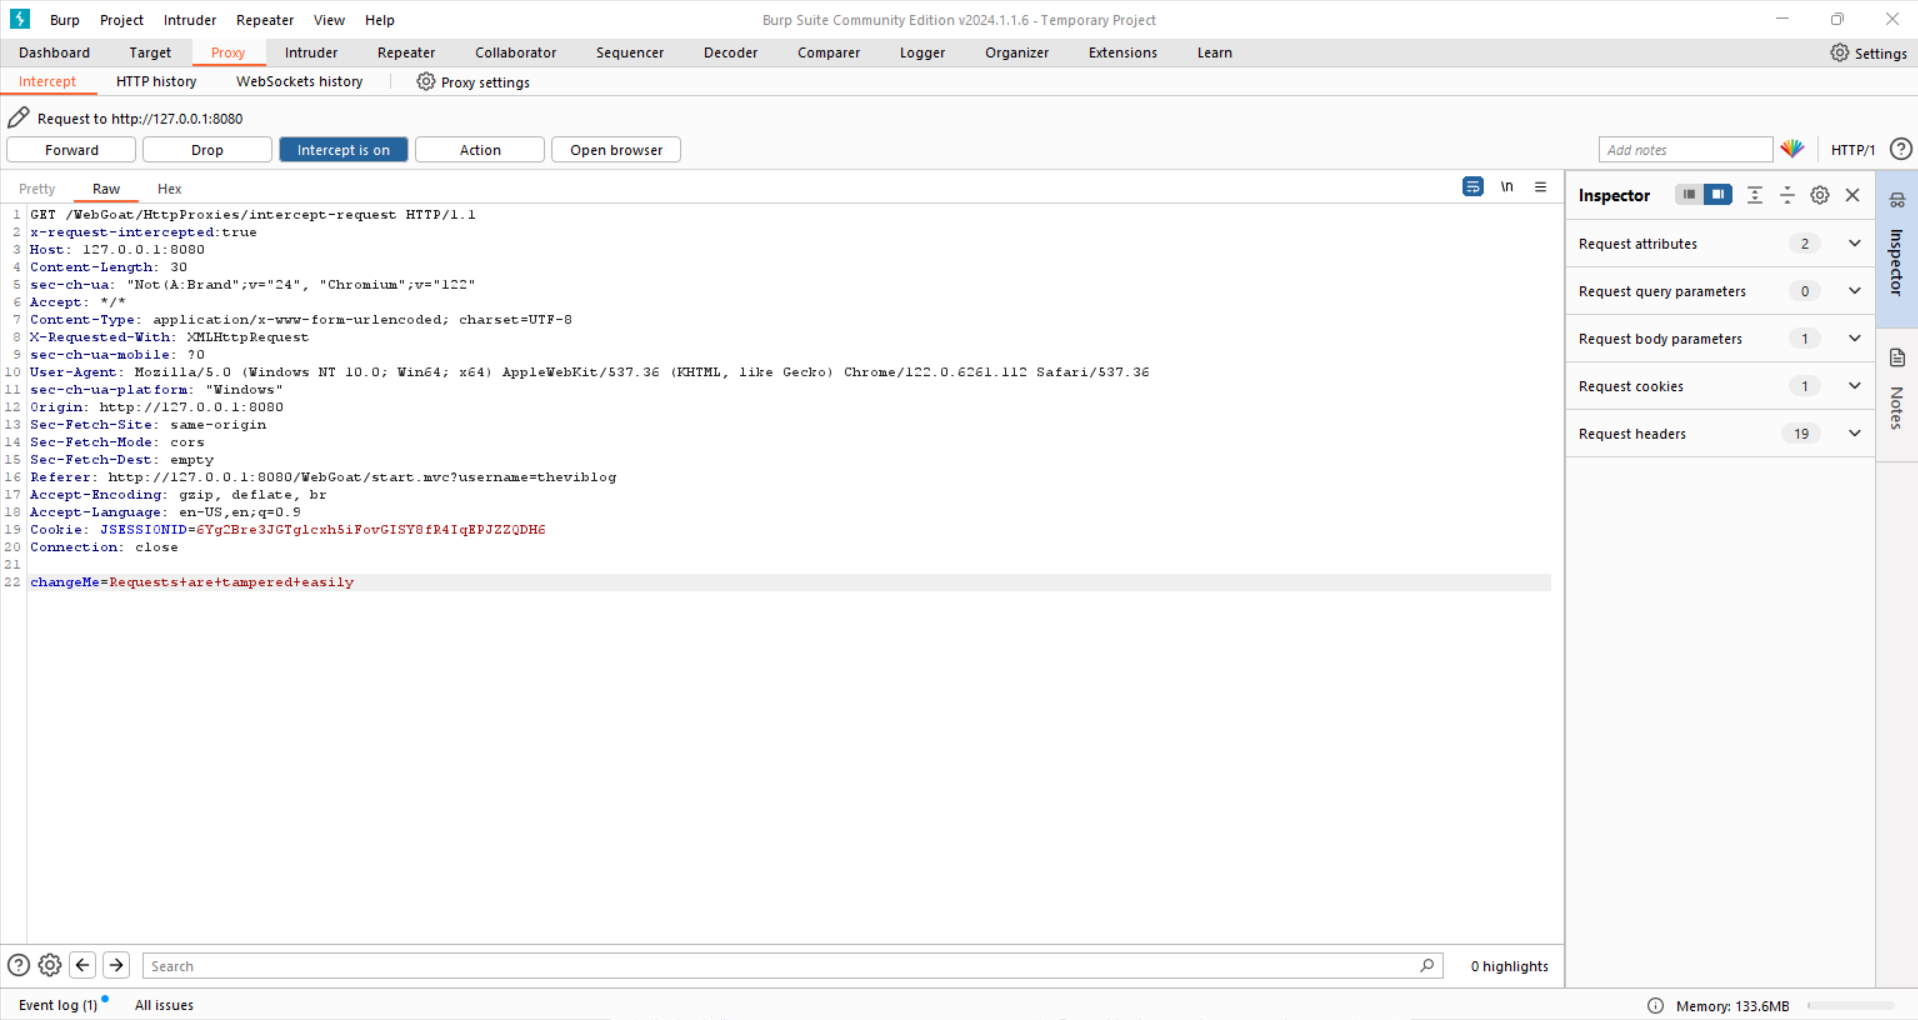 Burp Project Intruder Repeater View Help Burp Suite Community Edition v2024.1.1.6 - Temporary Project
Dashboard Target Proxy Intruder Repeater Collaborator Sequencer Decoder Comparer Logger Organizer Extensions Learn Settings
Intercept HTTP history WebSockets history Proxy settings
Request to http://127.0.0.1:8080
Forward Drop Intercept is on Action Open browser Add notes HTTP/1
Pretty Raw Hex \n
1 GET /WebGoat/HttpProxies/intercept-request HTTP/1.1
2 x-request-intercepted:true
3 Host: 127.0.0.1:8080
4 Content-Length: 30
5 sec-ch-ua: "Not(A:Brand";v="24", "Chromium";v="122"
6 Accept: */*
7 Content-Type: application/x-www-form-urlencoded; charset=UTF-8
8 X-Requested-With: XMLHttpRequest
9 sec-ch-ua-mobile: ?0
10 User-Agent: Mozilla/5.0 (Windows NT 10.0; Win64; x64) AppleWebKit/537.36 (KHTML, like Gecko) Chrome/122.0.6261.112 Safari/537.36
11 sec-ch-ua-platform: "Windows"
12 Origin: http://127.0.0.1:8080
13 Sec-Fetch-Site: same-origin
14 Sec-Fetch-Mode: cors
15 Sec-Fetch-Dest: empty
16 Referer: http://127.0.0.1:8080/WebGoat/start.mvc?username=theviblog
17 Accept-Encoding: gzip, deflate, br
18 Accept-Language: en-US,en;q=0.9
19 Cookie: JSESSIONID=6Yg2Bre3JGTglcxh5iFovGISY8fR4IqEPJZZQDH6
20 Connection: close
21
22 changeMe=Requests+are+tampered+easily
Inspector
Request attributes 2
Request query parameters 0
Request body parameters 1
Request cookies 1
Request headers 19
Inspector
Notes
Search 0 highlights
Event log (1) All issues Memory: 133.6MB